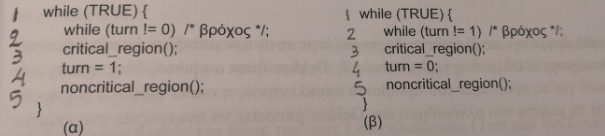 1 while (TRUE) {
2 while (turn != 0) /* βρόχος */;
3 critical_region();
4 turn = 1;
5 noncritical_region();
}
(α)
1 while (TRUE) {
2 while (turn != 1) /* βρόχος */;
3 critical_region();
4 turn = 0;
5 noncritical_region();
}
(β)